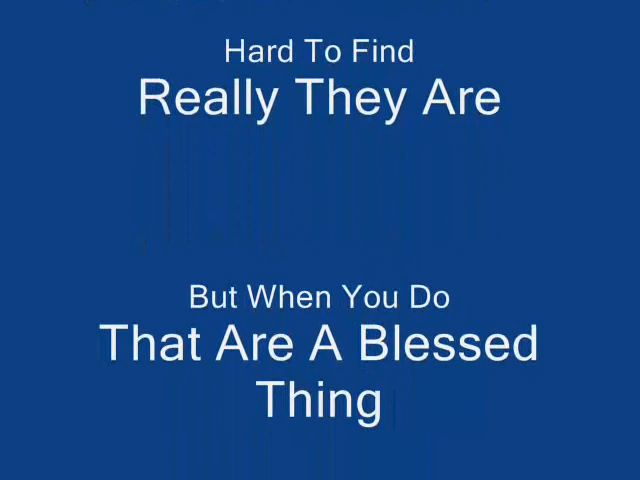 Hard To Find
Really They Are
But When You Do
That Are A Blessed
Thing